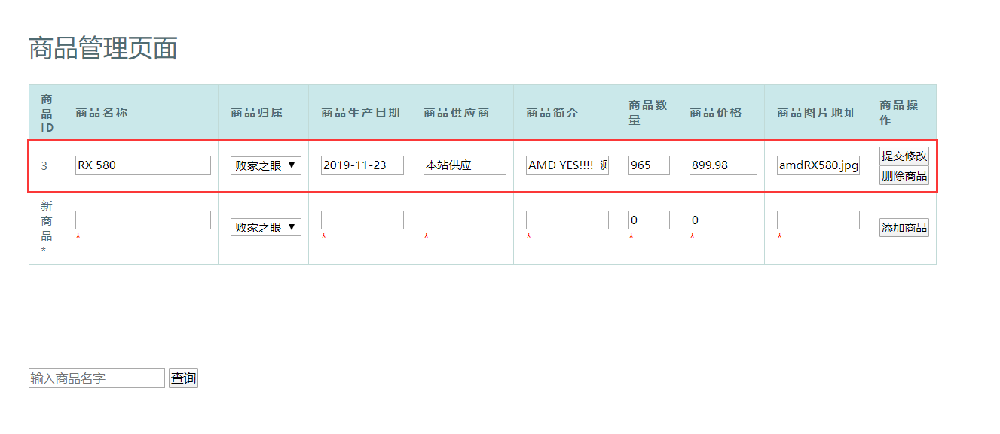 商品管理页面
商品ID 商品名称 商品归属 商品生产日期 商品供应商 商品简介 商品数量 商品价格 商品图片地址 商品操作
3 RX 580 败家之眼 2019-11-23 本站供应 AMD YES!!!! 965 899.98 amdRX580.jpg 提交修改
删除商品
新商品* 败家之眼 0 0 添加商品
* * * * * * *
输入商品名字 查询